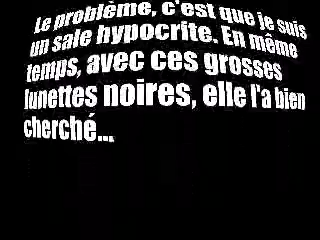 Le problème, c'est que je suis
un sale hypocrite. En même
temps, avec ces grosses
lunettes noires, elle l'a bien
cherché...